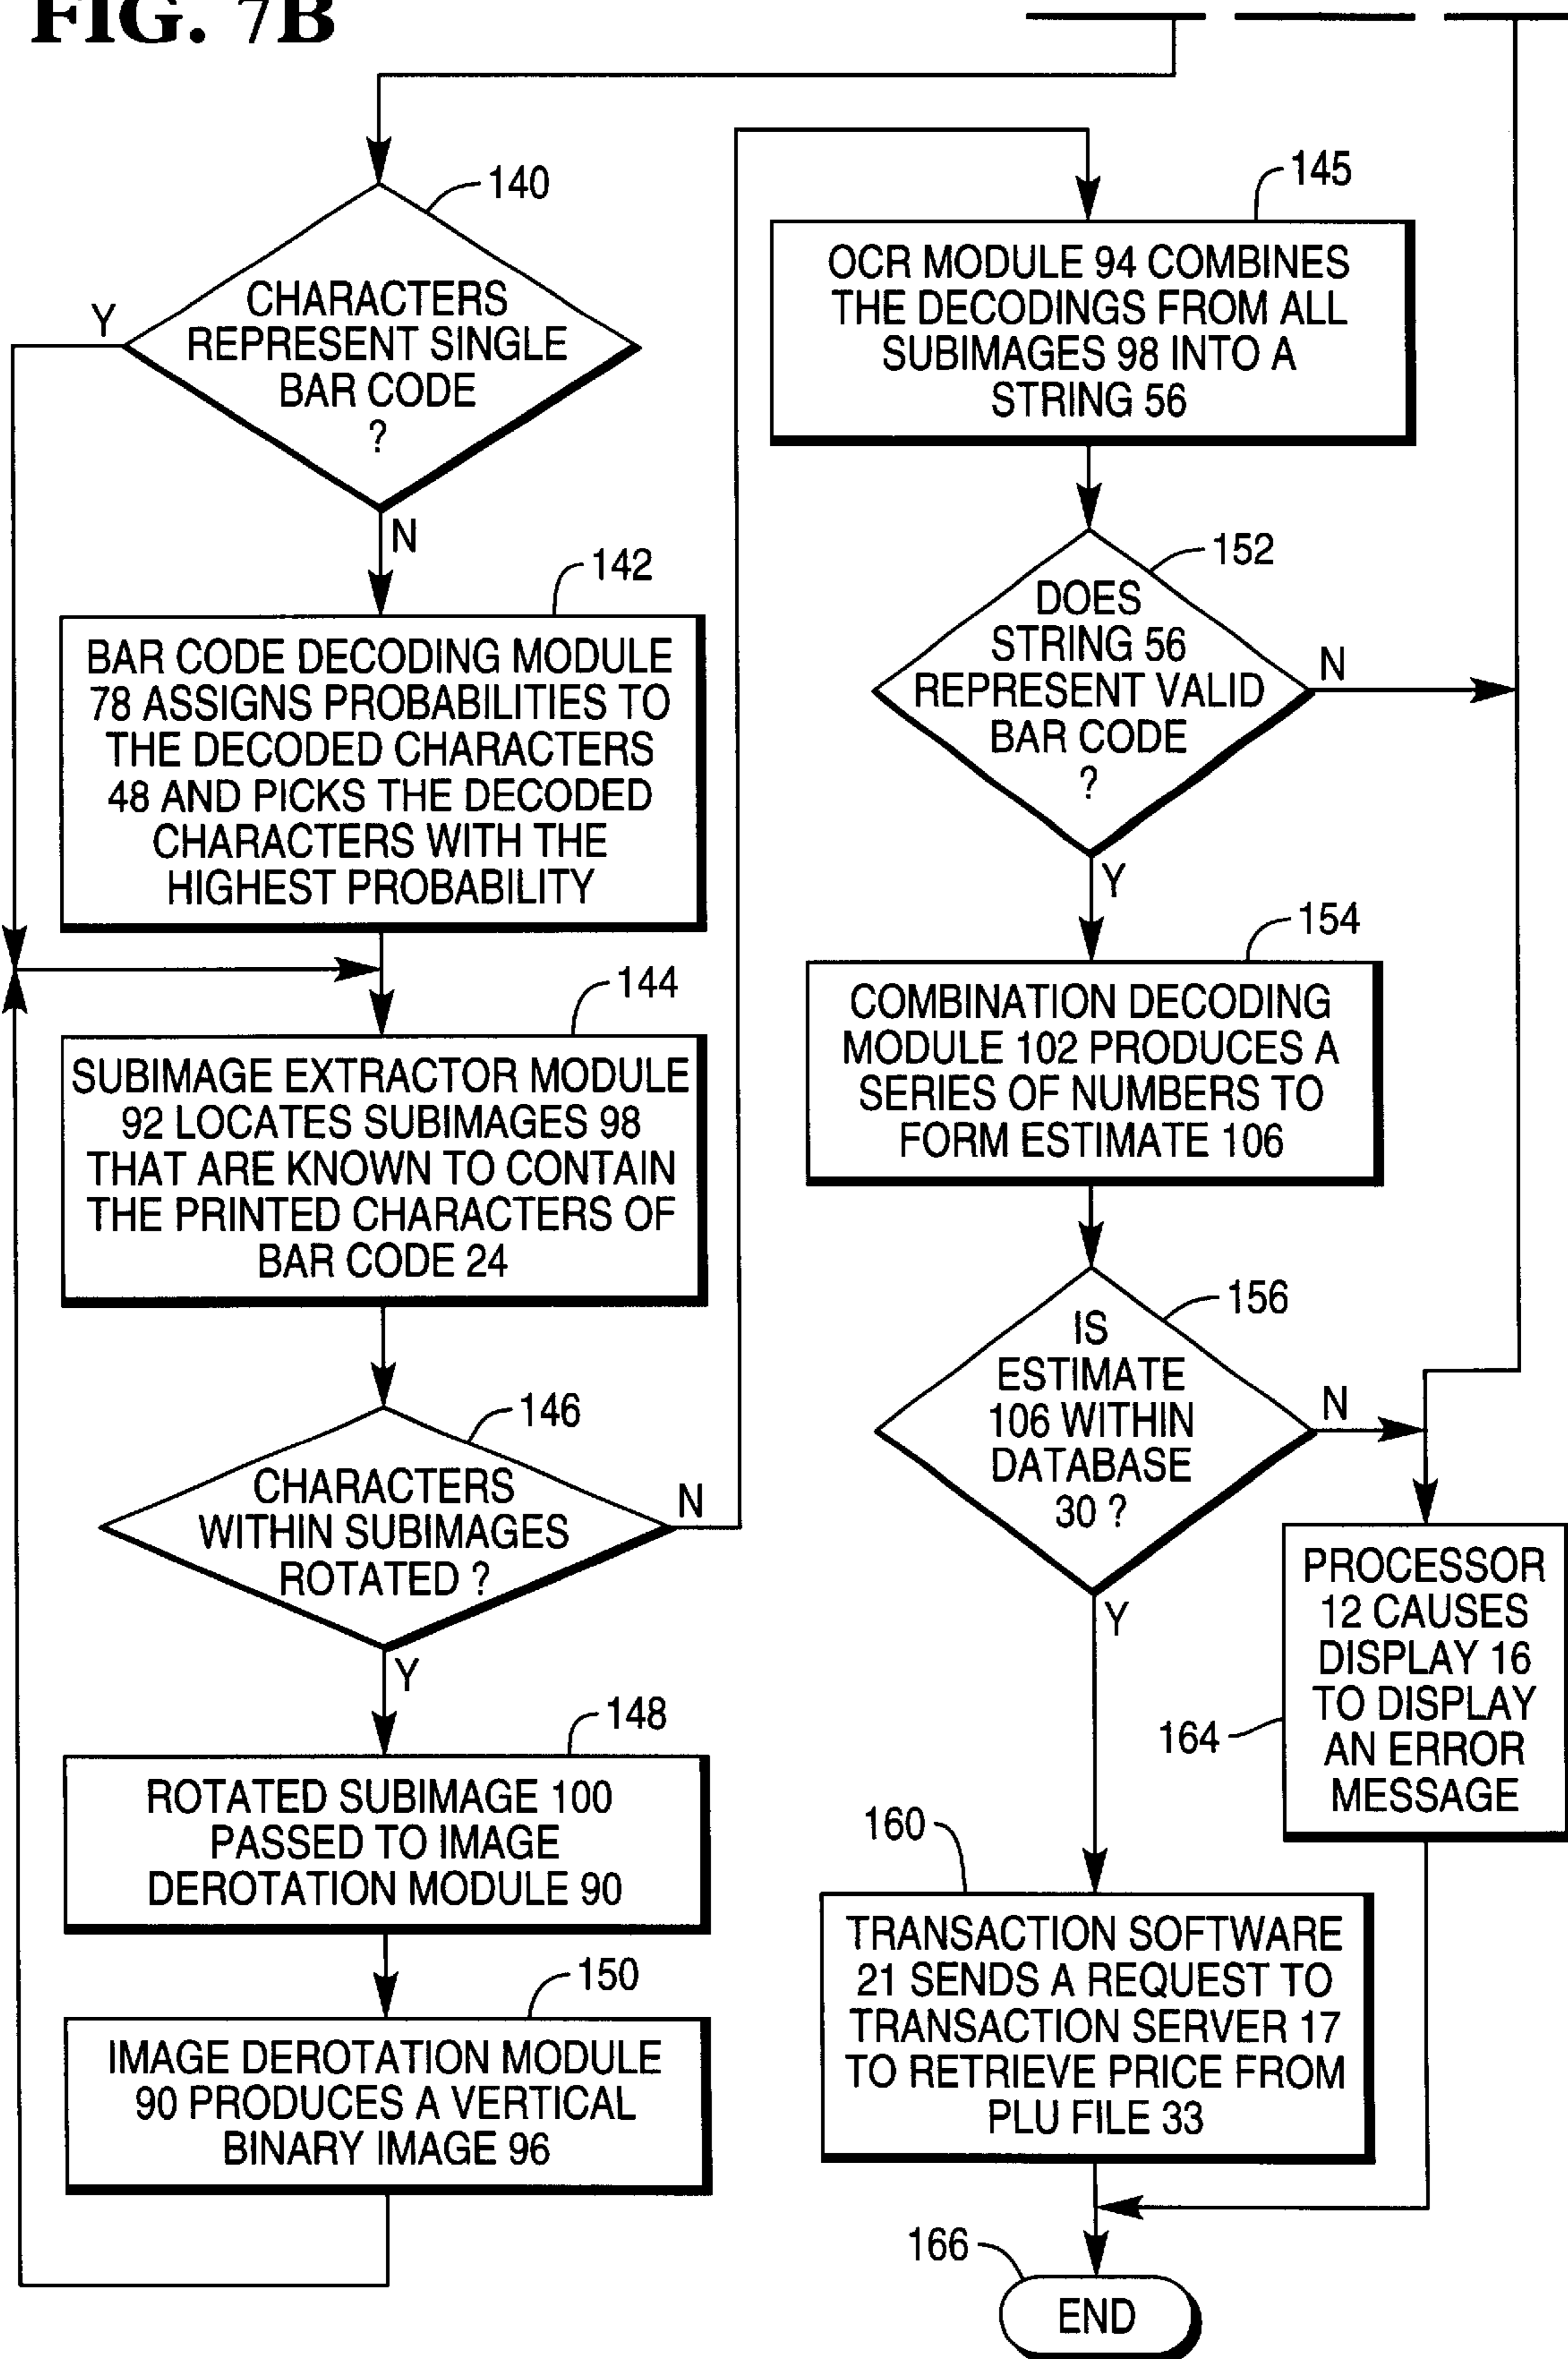 FIG. 7B
140
CHARACTERS
REPRESENT SINGLE
BAR CODE
?
Y
N
142
BAR CODE DECODING MODULE
78 ASSIGNS PROBABILITIES TO
THE DECODED CHARACTERS
48 AND PICKS THE DECODED
CHARACTERS WITH THE
HIGHEST PROBABILITY
144
SUBIMAGE EXTRACTOR MODULE
92 LOCATES SUBIMAGES 98
THAT ARE KNOWN TO CONTAIN
THE PRINTED CHARACTERS OF
BAR CODE 24
146
CHARACTERS
WITHIN SUBIMAGES
ROTATED ?
N
Y
148
ROTATED SUBIMAGE 100
PASSED TO IMAGE
DEROTATION MODULE 90
150
IMAGE DEROTATION MODULE
90 PRODUCES A VERTICAL
BINARY IMAGE 96
145
OCR MODULE 94 COMBINES
THE DECODINGS FROM ALL
SUBIMAGES 98 INTO A
STRING 56
152
DOES
STRING 56
REPRESENT VALID
BAR CODE
?
N
Y
154
COMBINATION DECODING
MODULE 102 PRODUCES A
SERIES OF NUMBERS TO
FORM ESTIMATE 106
156
IS
ESTIMATE
106 WITHIN
DATABASE
30 ?
N
Y
164
PROCESSOR
12 CAUSES
DISPLAY 16
TO DISPLAY
AN ERROR
MESSAGE
160
TRANSACTION SOFTWARE
21 SENDS A REQUEST TO
TRANSACTION SERVER 17
TO RETRIEVE PRICE FROM
PLU FILE 33
166
END